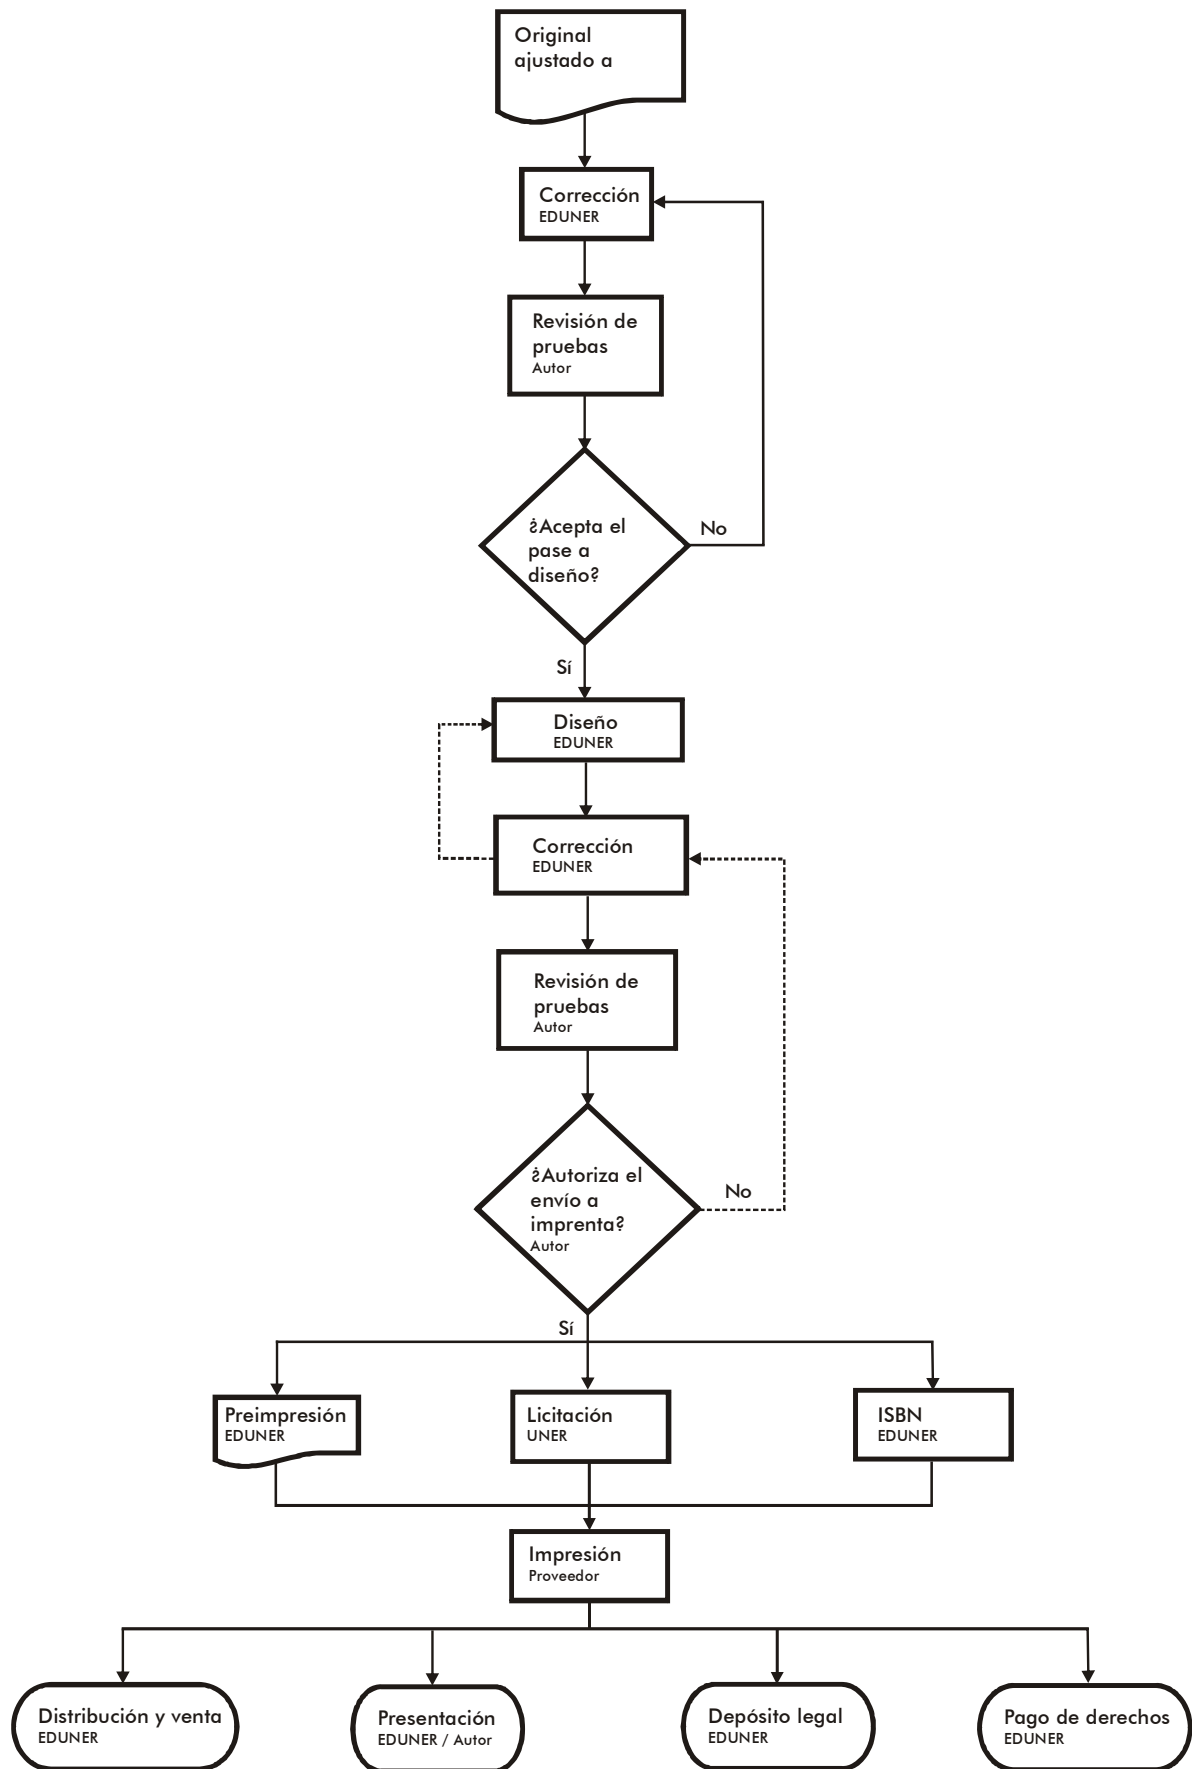 Original
ajustado a
Corrección
EDUNER
Revisión de
pruebas
Autor
¿Acepta el
pase a
diseño?
No
Sí
Diseño
EDUNER
Corrección
EDUNER
Revisión de
pruebas
Autor
¿Autoriza el
envío a
imprenta?
Autor
No
Sí
Preimpresión
EDUNER
Licitación
UNER
ISBN
EDUNER
Impresión
Proveedor
Distribución y venta
EDUNER
Presentación
EDUNER / Autor
Depósito legal
EDUNER
Pago de derechos
EDUNER